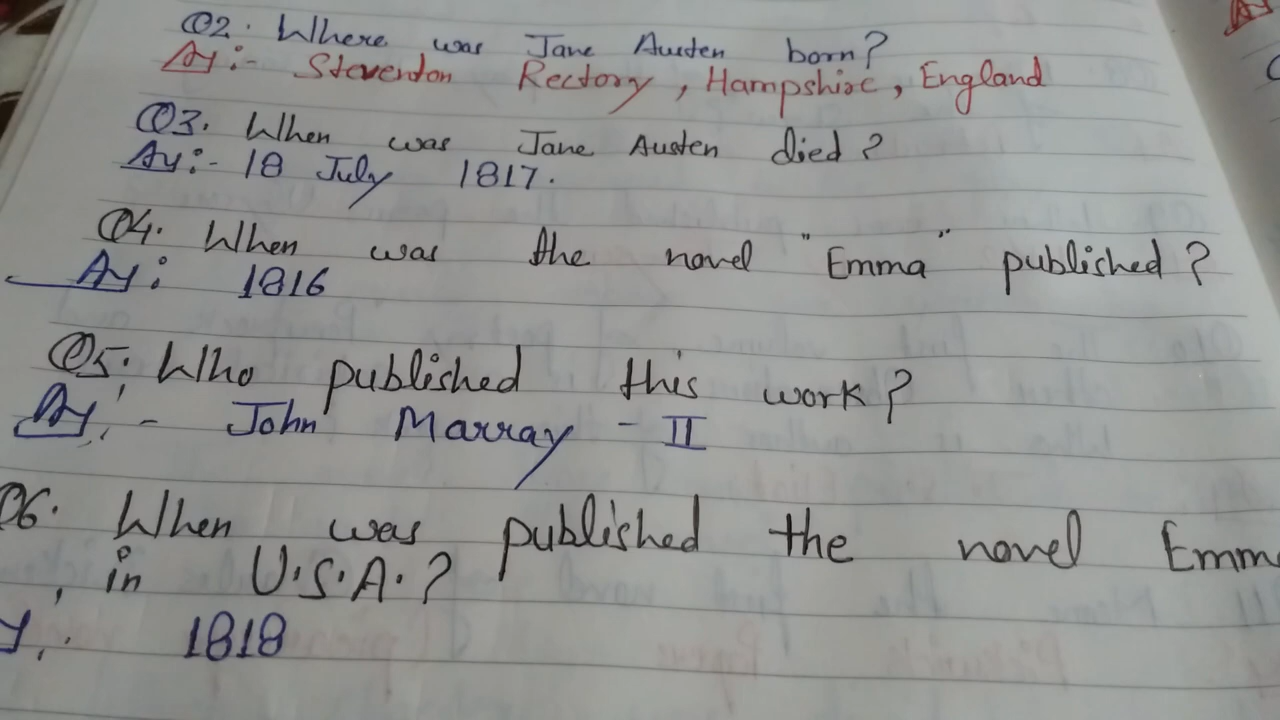 Q2. Where was Jane Austen born?
Ay:- Steventon Rectory, Hampshire, England
Q3. When was Jane Austen died?
Ay:- 18 July 1817.
Q4. When was the novel "Emma" published?
Ay: 1816
Q5. Who published this work?
Ay:- John Marray - II
Q6. When was published the novel Emma
in U.S.A.?
y: 1818